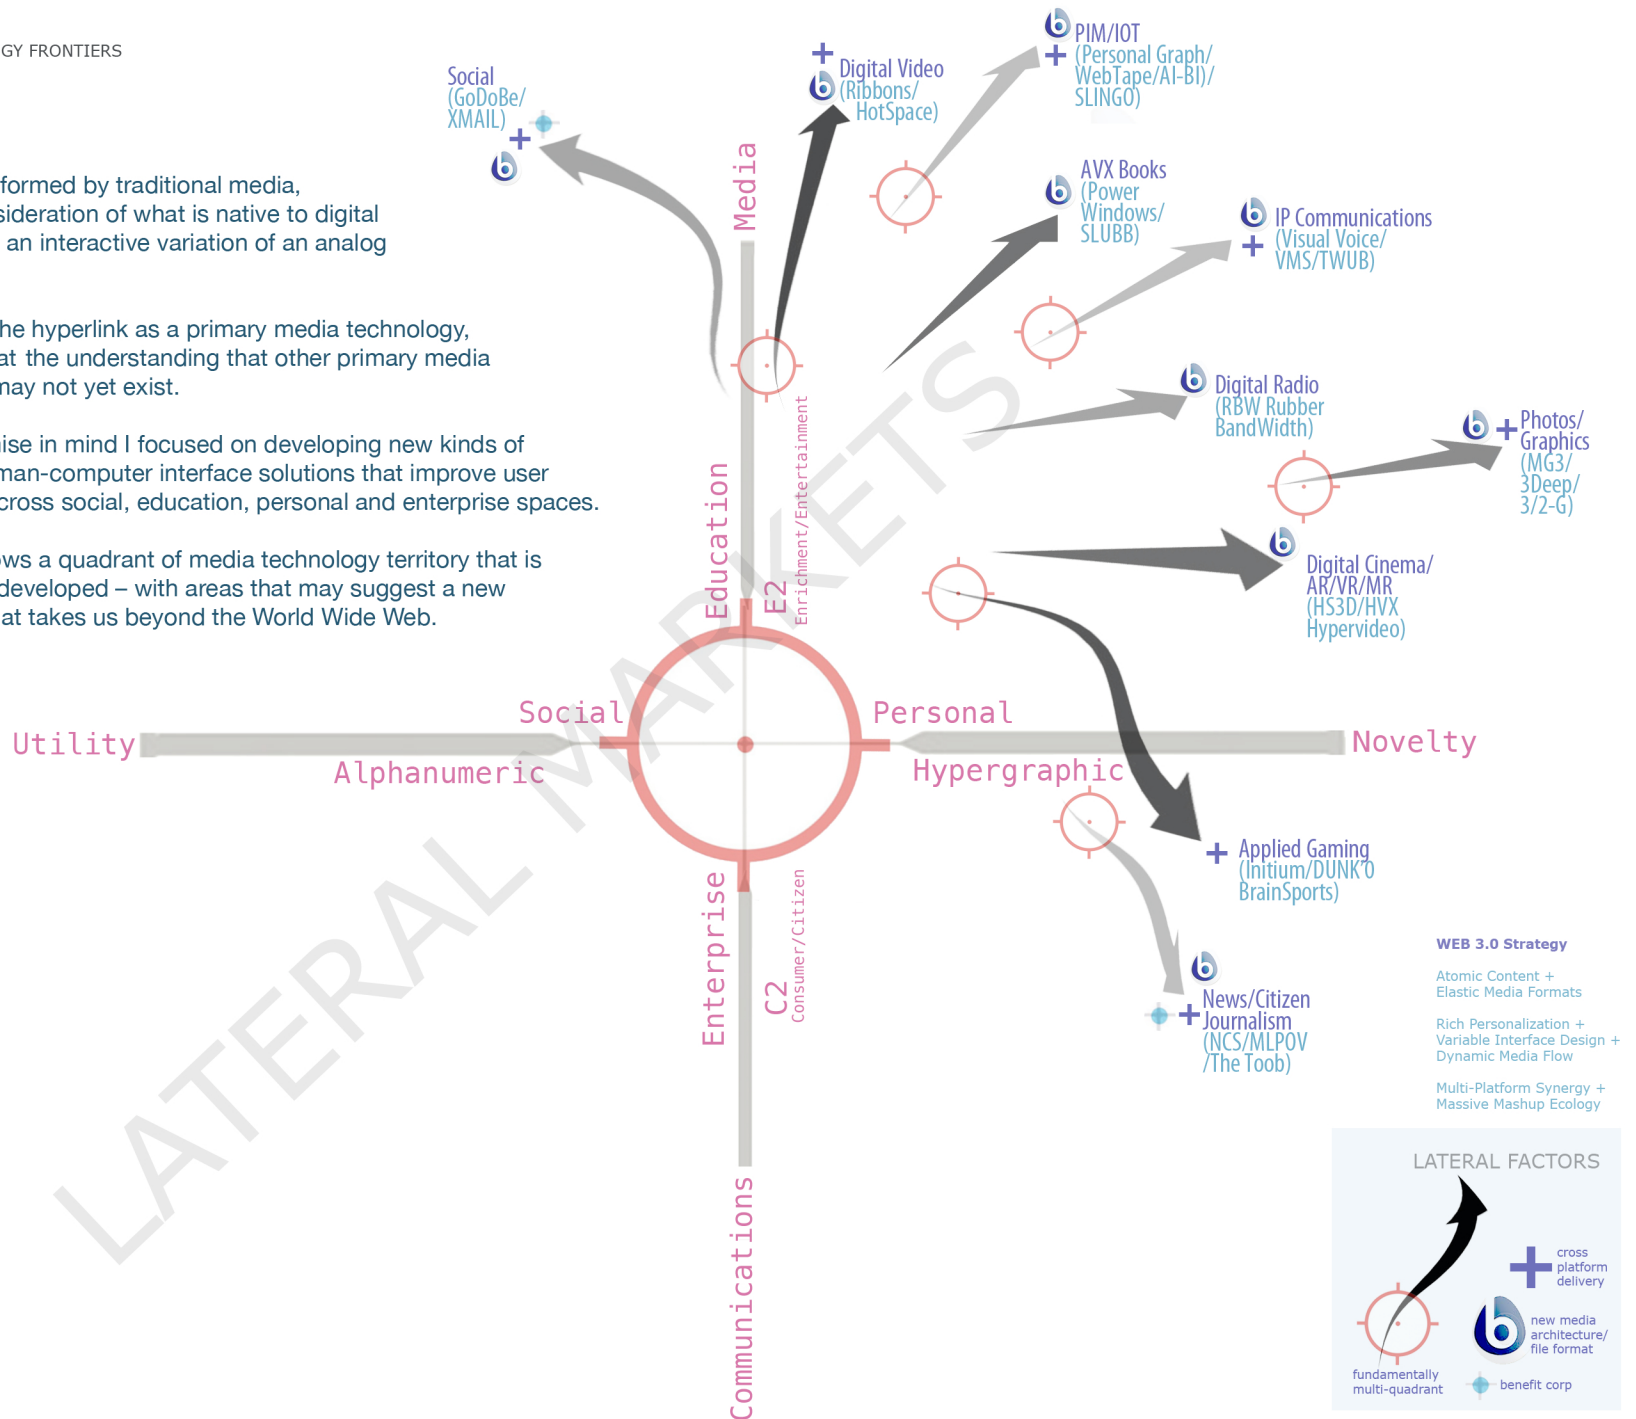 GY FRONTIERS
formed by traditional media,
sideration of what is native to digital
an interactive variation of an analog
he hyperlink as a primary media technology,
at the understanding that other primary media
may not yet exist.
ise in mind I focused on developing new kinds of
man-computer interface solutions that improve user
cross social, education, personal and enterprise spaces.
ows a quadrant of media technology territory that is
developed – with areas that may suggest a new
at takes us beyond the World Wide Web.
Social
(GoDoBe/
XMAIL)
Digital Video
(Ribbons/
HotSpace)
PIM/IOT
(Personal Graph/
WebTape/AI-BI)/
SLINGO)
AVX Books
(Power
Windows/
SLUBB)
IP Communications
(Visual Voice/
VMS/TWUB)
Digital Radio
(RBW Rubber
BandWidth)
Photos/
Graphics
(MG3/
3Deep/
3/2-G)
Digital Cinema/
AR/VR/MR
(HS3D/HVX
Hypervideo)
Applied Gaming
(Initium/DUNK'O
BrainSports)
News/Citizen
Journalism
(NCS/MLPOV
/The Toob)
Media
Education
E2
Enrichment/Entertainment
Social
Personal
Utility
Novelty
Alphanumeric
Hypergraphic
Enterprise
C2
Consumer/Citizen
Communications
LATERAL MARKETS
WEB 3.0 Strategy
Atomic Content +
Elastic Media Formats
Rich Personalization +
Variable Interface Design +
Dynamic Media Flow
Multi-Platform Synergy +
Massive Mashup Ecology
LATERAL FACTORS
cross
platform
delivery
new media
architecture/
file format
fundamentally
multi-quadrant
benefit corp